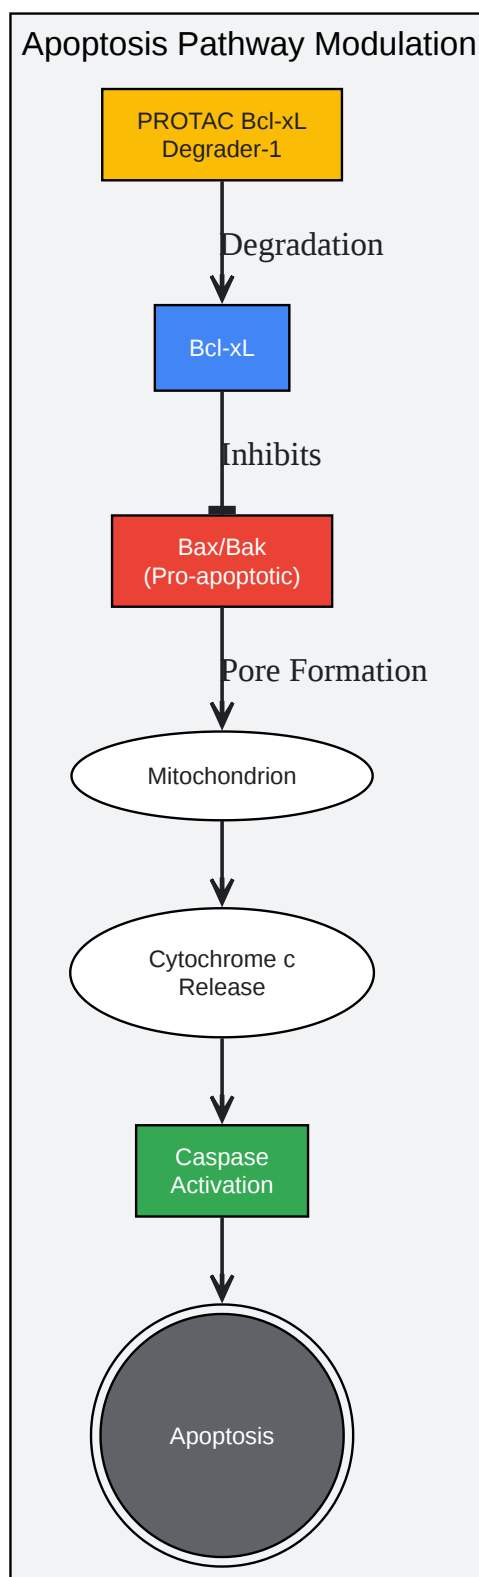 Apoptosis Pathway Modulation
PROTAC Bcl-xL
Degrader-1
Degradation
Bcl-xL
Inhibits
Bax/Bak
(Pro-apoptotic)
Pore Formation
Mitochondrion
Cytochrome c
Release
Caspase
Activation
Apoptosis